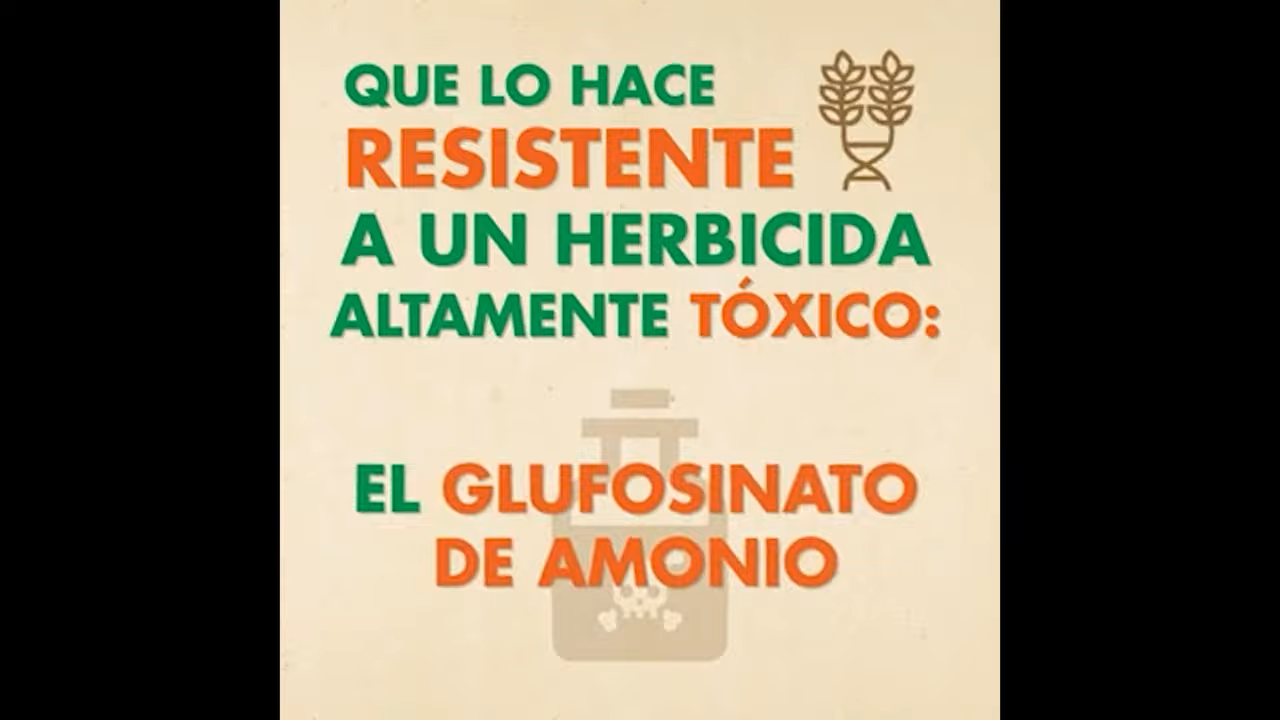 QUE LO HACE
RESISTENTE
A UN HERBICIDA
ALTAMENTE TÓXICO:
EL GLUFOSINATO
DE AMONIO